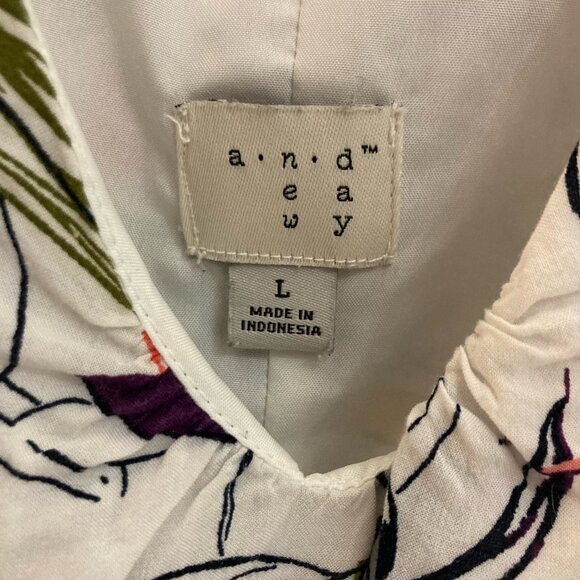 a·n·d™
e a
w y
L
MADE IN
INDONESIA